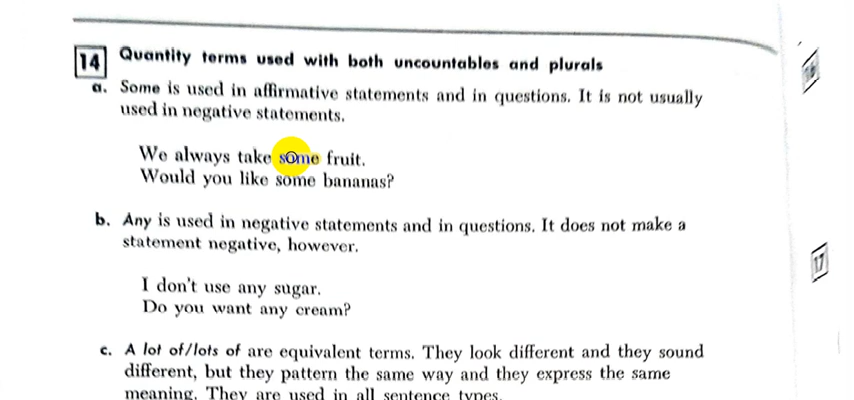 14 Quantity terms used with both uncountables and plurals
a. Some is used in affirmative statements and in questions. It is not usually
used in negative statements.
We always take some fruit.
Would you like some bananas?
b. Any is used in negative statements and in questions. It does not make a
statement negative, however.
I don't use any sugar.
Do you want any cream?
c. A lot of/lots of are equivalent terms. They look different and they sound
different, but they pattern the same way and they express the same
meaning. They are used in all sentence types.
17